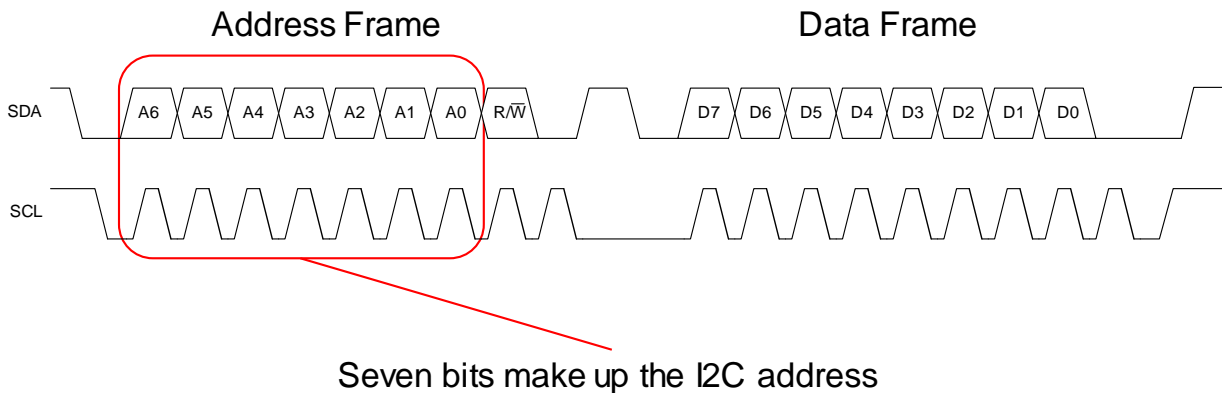 Address Frame Data Frame
SDA A6 A5 A4 A3 A2 A1 A0 R/W̅ D7 D6 D5 D4 D3 D2 D1 D0
SCL
Seven bits make up the I2C address